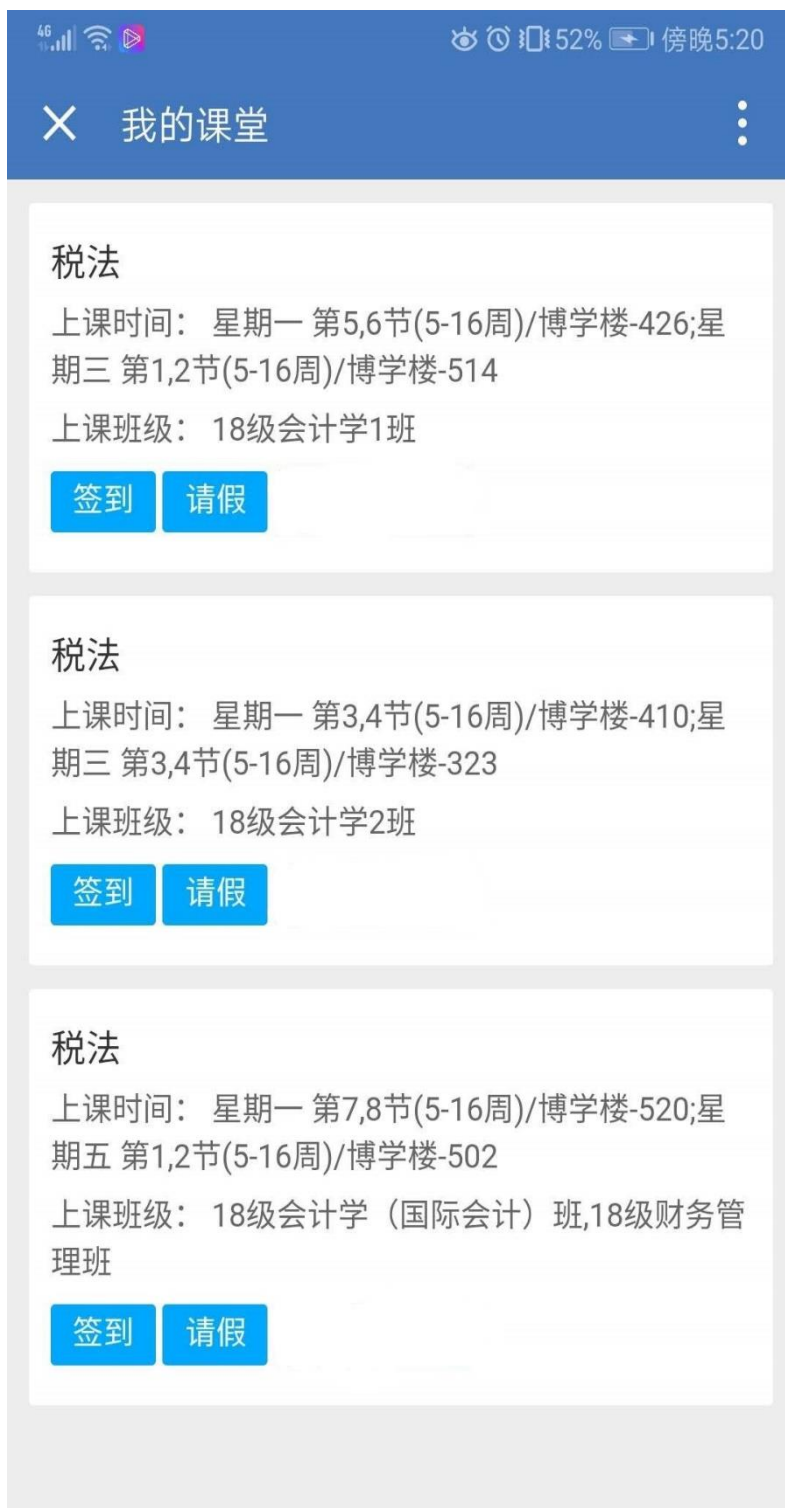 4G 52% 傍晚5:20
我的课堂
税法
上课时间： 星期一 第5,6节(5-16周)/博学楼-426;星
期三 第1,2节(5-16周)/博学楼-514
上课班级： 18级会计学1班
签到 请假
税法
上课时间： 星期一 第3,4节(5-16周)/博学楼-410;星
期三 第3,4节(5-16周)/博学楼-323
上课班级： 18级会计学2班
签到 请假
税法
上课时间： 星期一 第7,8节(5-16周)/博学楼-520;星
期五 第1,2节(5-16周)/博学楼-502
上课班级： 18级会计学（国际会计）班,18级财务管
理班
签到 请假